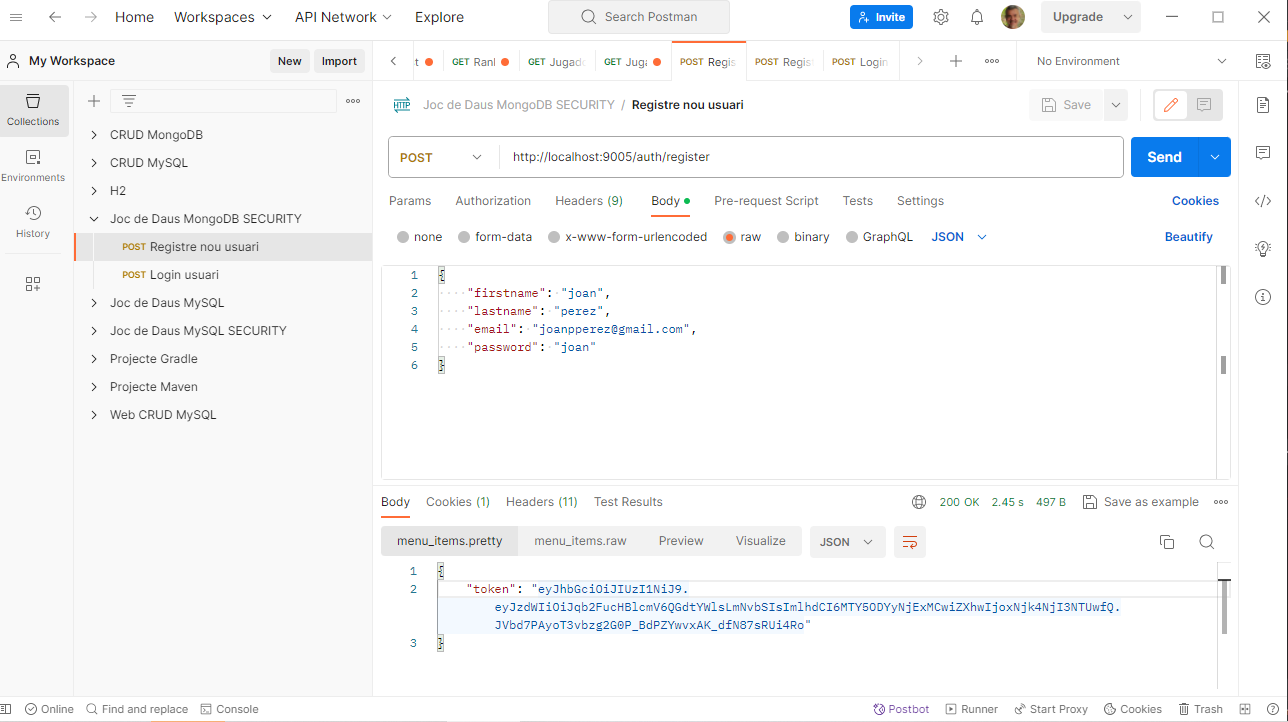 Home Workspaces API Network Explore Search Postman Invite Upgrade
My Workspace New Import t GET Ranl GET Jugado GET Juga POST Regis POST Regis POST Login No Environment
Collections
Environments
History
CRUD MongoDB
CRUD MySQL
H2
Joc de Daus MongoDB SECURITY
POST Registre nou usuari
POST Login usuari
Joc de Daus MySQL
Joc de Daus MySQL SECURITY
Projecte Gradle
Projecte Maven
Web CRUD MySQL
HTTP Joc de Daus MongoDB SECURITY / Registre nou usuari Save
POST http://localhost:9005/auth/register Send
Params Authorization Headers (9) Body Pre-request Script Tests Settings Cookies
none form-data x-www-form-urlencoded raw binary GraphQL JSON Beautify
1 {
2 "firstname": "joan",
3 "lastname": "perez",
4 "email": "joanpperez@gmail.com",
5 "password": "joan"
6 }
Body Cookies (1) Headers (11) Test Results 200 OK 2.45 s 497 B Save as example
menu_items.pretty menu_items.raw Preview Visualize JSON
1 {
2 "token": "eyJhbGciOiJIUzI1NiJ9.
eyJzdWIiOiJqb2FucHBlcmV6QGdtYWlsLmNvbSIsImlhdCI6MTY5ODYyNjExMCwiZXhwIjoxNjk4NjI3NTUwfQ.
JVbd7PAyoT3vbzg2G0P_BdPZYwvxAK_dfN87sRUi4Ro"
3 }
Online Find and replace Console Postbot Runner Start Proxy Cookies Trash